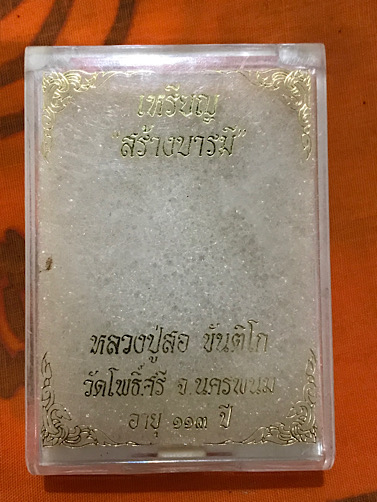 เหรียญ
"สร้างบารมี"
หลวงปู่สอ ขันติโก
วัดโพธิ์ศรี จ.นครพนม
อายุ ๑๑๓ ปี